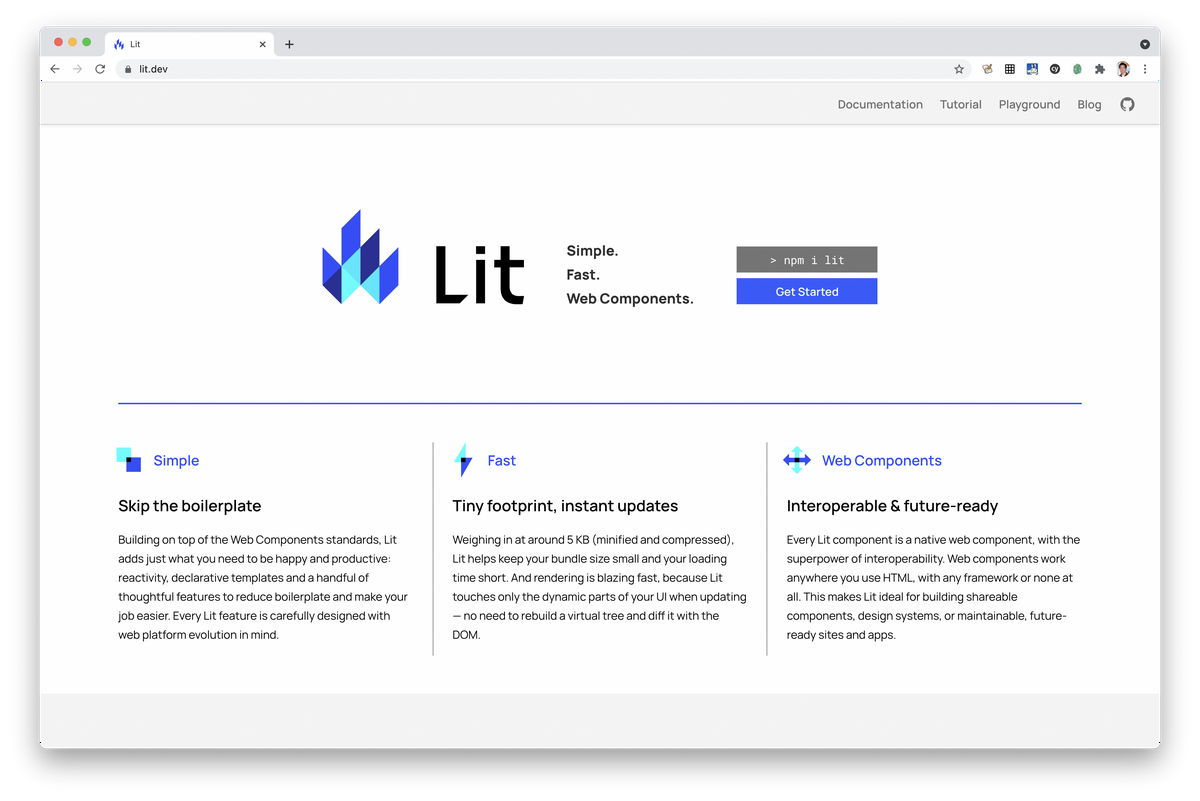 Lit
lit.dev
Documentation Tutorial Playground Blog
Lit
Simple.
Fast.
Web Components.
> npm i lit
Get Started
Simple
Skip the boilerplate
Building on top of the Web Components standards, Lit
adds just what you need to be happy and productive:
reactivity, declarative templates and a handful of
thoughtful features to reduce boilerplate and make your
job easier. Every Lit feature is carefully designed with
web platform evolution in mind.
Fast
Tiny footprint, instant updates
Weighing in at around 5 KB (minified and compressed),
Lit helps keep your bundle size small and your loading
time short. And rendering is blazing fast, because Lit
touches only the dynamic parts of your UI when updating
— no need to rebuild a virtual tree and diff it with the
DOM.
Web Components
Interoperable & future-ready
Every Lit component is a native web component, with the
superpower of interoperability. Web components work
anywhere you use HTML, with any framework or none at
all. This makes Lit ideal for building shareable
components, design systems, or maintainable, future-
ready sites and apps.